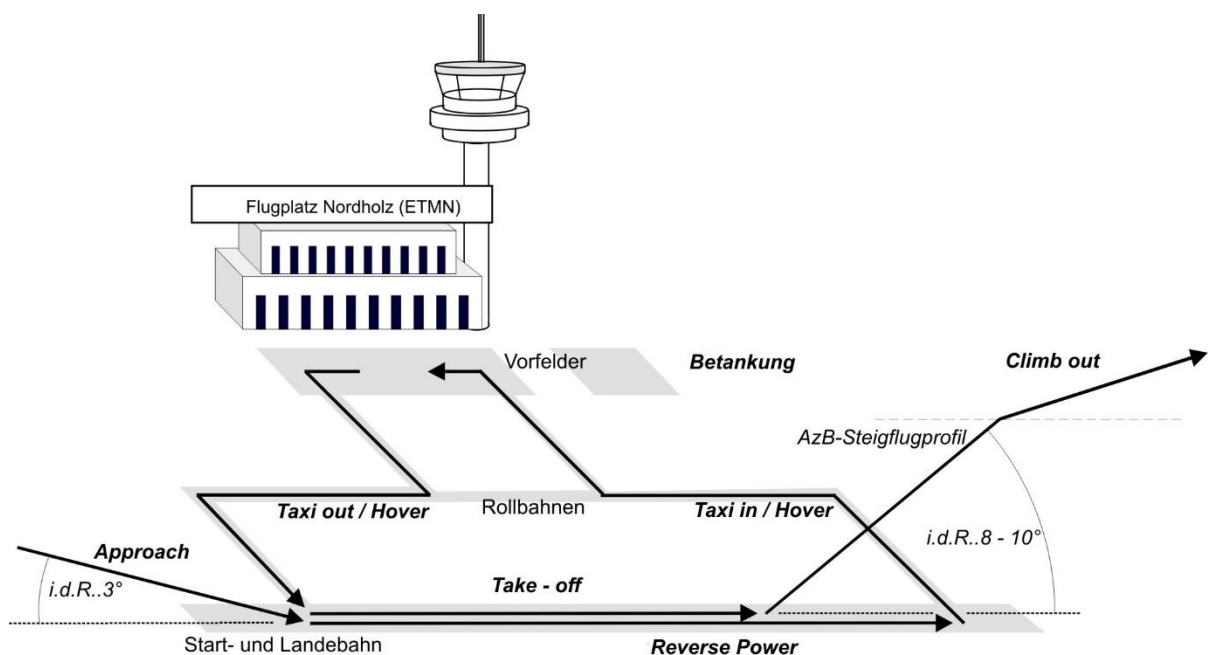 Flugplatz Nordholz (ETMN)
Vorfelder
Betankung
Climb out
AzB-Steigflugprofil
Taxi out / Hover
Rollbahnen
Taxi in / Hover
i.d.R..8 - 10°
Approach
i.d.R..3°
Take - off
Start- und Landebahn
Reverse Power